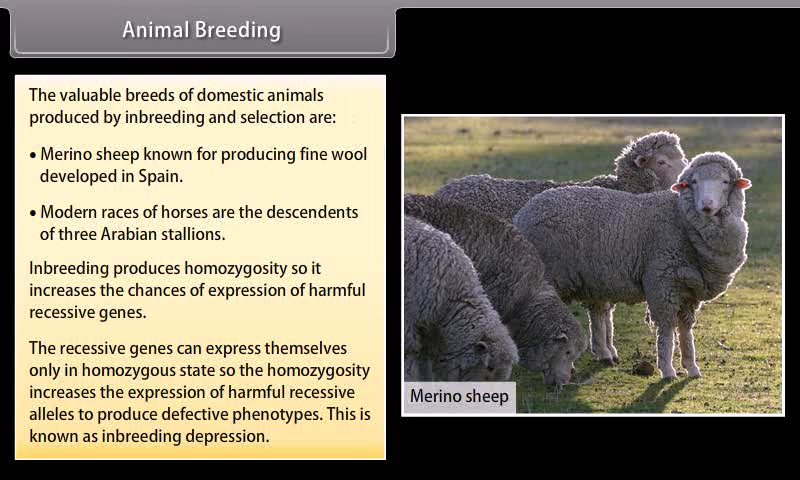 Animal Breeding
The valuable breeds of domestic animals
produced by inbreeding and selection are:
• Merino sheep known for producing fine wool
developed in Spain.
• Modern races of horses are the descendents
of three Arabian stallions.
Inbreeding produces homozygosity so it
increases the chances of expression of harmful
recessive genes.
The recessive genes can express themselves
only in homozygous state so the homozygosity
increases the expression of harmful recessive
alleles to produce defective phenotypes. This is
known as inbreeding depression.
Merino sheep